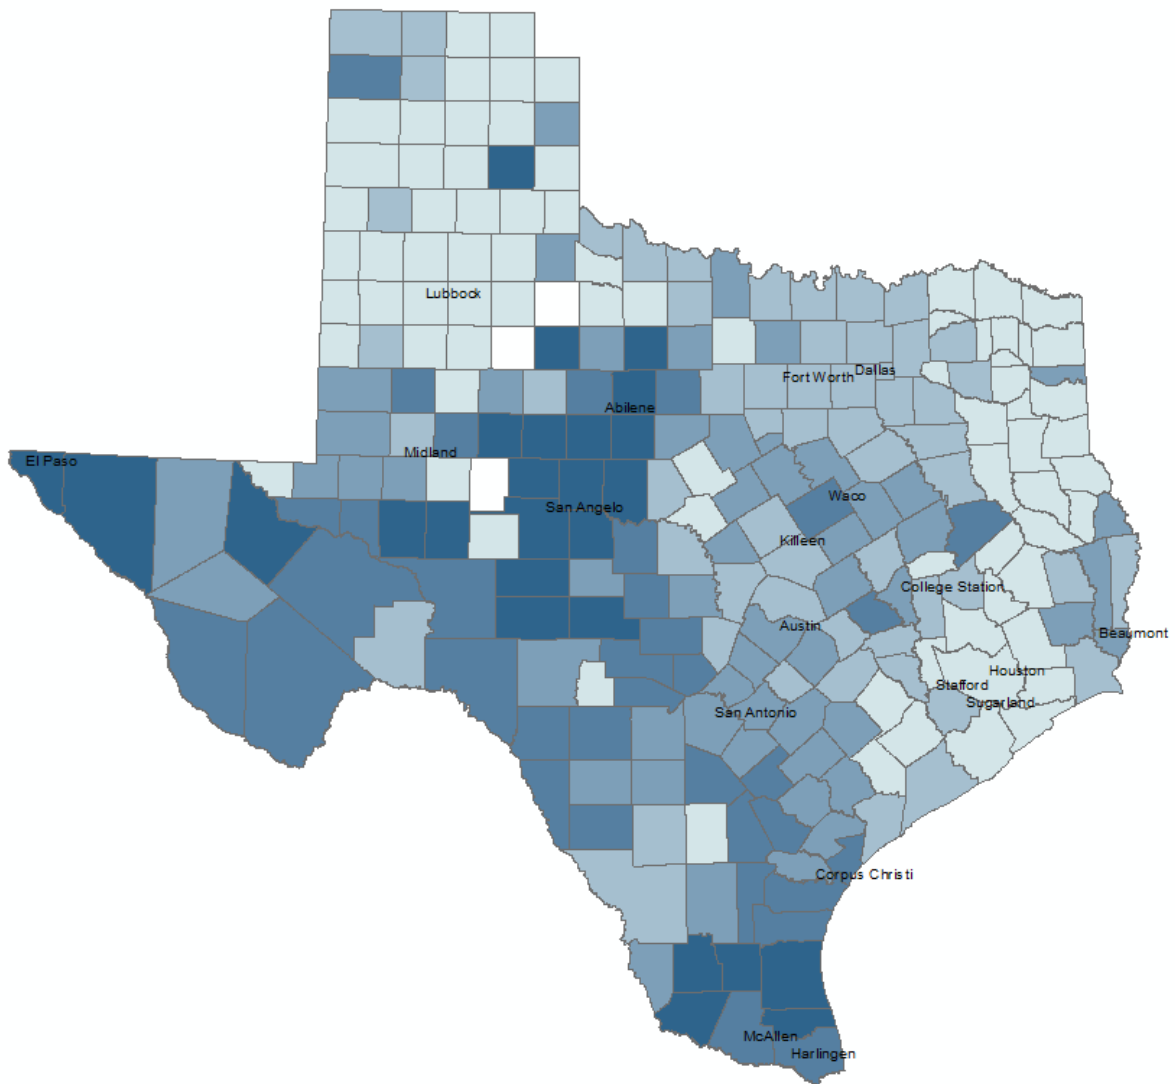 Lubbock
Fort Worth
Dallas
Abilene
Midland
El Paso
Waco
San Angelo
Killeen
College Station
Austin
Beaumont
Houston
Stafford
Sugarland
San Antonio
Corpus Christi
McAllen
Harlingen